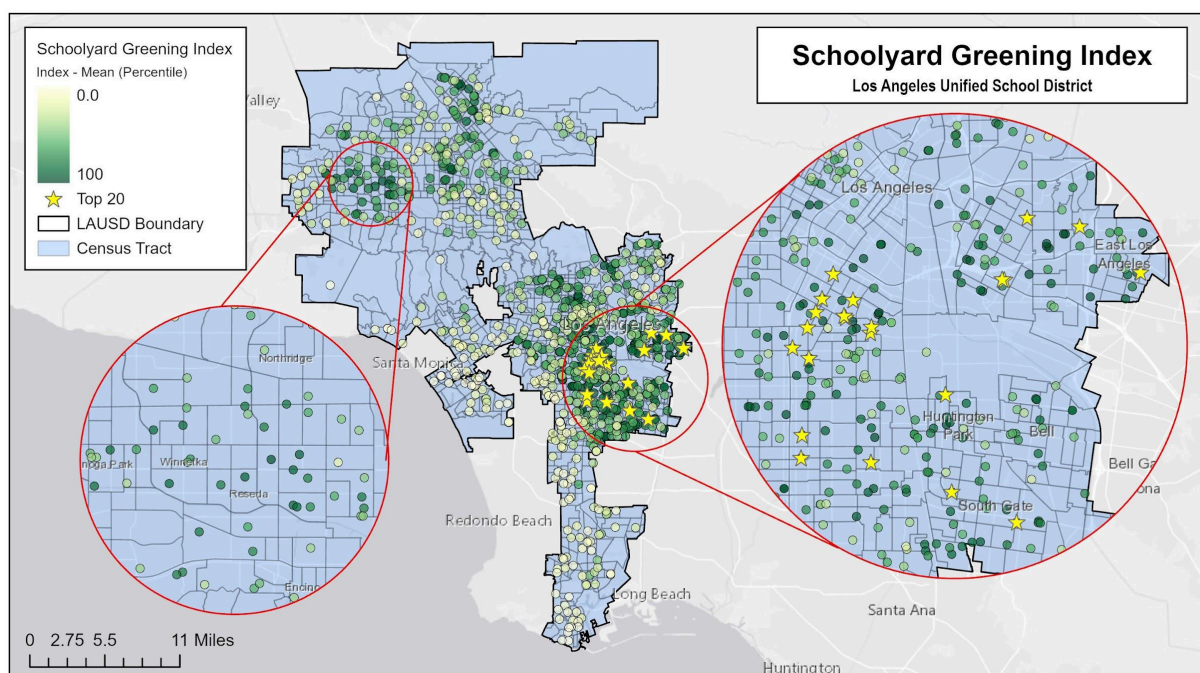 Schoolyard Greening Index
Index - Mean (Percentile)
0.0
100
Top 20
LAUSD Boundary
Census Tract
Schoolyard Greening Index
Los Angeles Unified School District
Valley
Los Angeles
Santa Monica
Redondo Beach
Long Beach
Santa Ana
Huntington
Northridge
noga Park
Winnetka
Reseda
Encino
Los Angeles
East Los
Angeles
Huntington
Park
Bell
Bell Ga
ona
South Gate
0 2.75 5.5 11 Miles